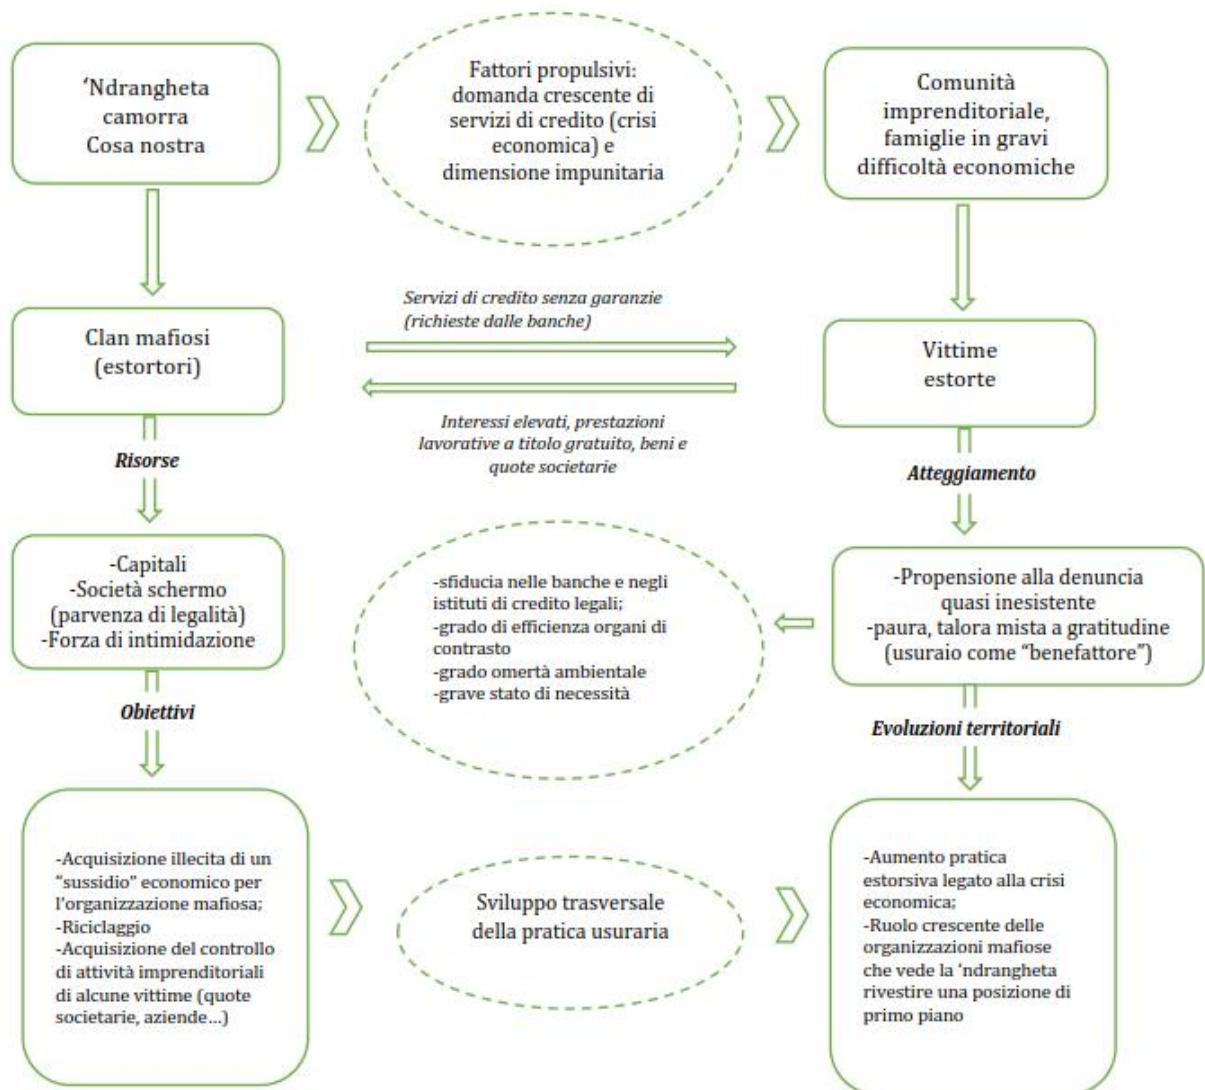 ‘Ndrangheta
camorra
Cosa nostra
Fattori propulsivi:
domanda crescente di
servizi di credito (crisi
economica) e
dimensione impunitaria
Comunità
imprenditoriale,
famiglie in gravi
difficoltà economiche
Servizi di credito senza garanzie
(richieste dalle banche)
Clan mafiosi
(estortori)
Vittime
estorte
Interessi elevati, prestazioni
lavorative a titolo gratuito, beni e
quote societarie
Risorse
Atteggiamento
-Capitali
-Società schermo
(parvenza di legalità)
-Forza di intimidazione
-sfiducia nelle banche e negli
istituti di credito legali;
-grado di efficienza organi di
contrasto
-grado omertà ambientale
-grave stato di necessità
-Propensione alla denuncia
quasi inesistente
-paura, talora mista a gratitudine
(usuraio come “benefattore”)
Obiettivi
Evoluzioni territoriali
-Acquisizione illecita di un
“sussidio” economico per
l’organizzazione mafiosa;
-Riciclaggio
-Acquisizione del controllo
di attività imprenditoriali
di alcune vittime (quote
societarie, aziende…)
Sviluppo trasversale
della pratica usuraria
-Aumento pratica
estorsiva legato alla crisi
economica;
-Ruolo crescente delle
organizzazioni mafiose
che vede la ‘ndrangheta
rivestire una posizione di
primo piano